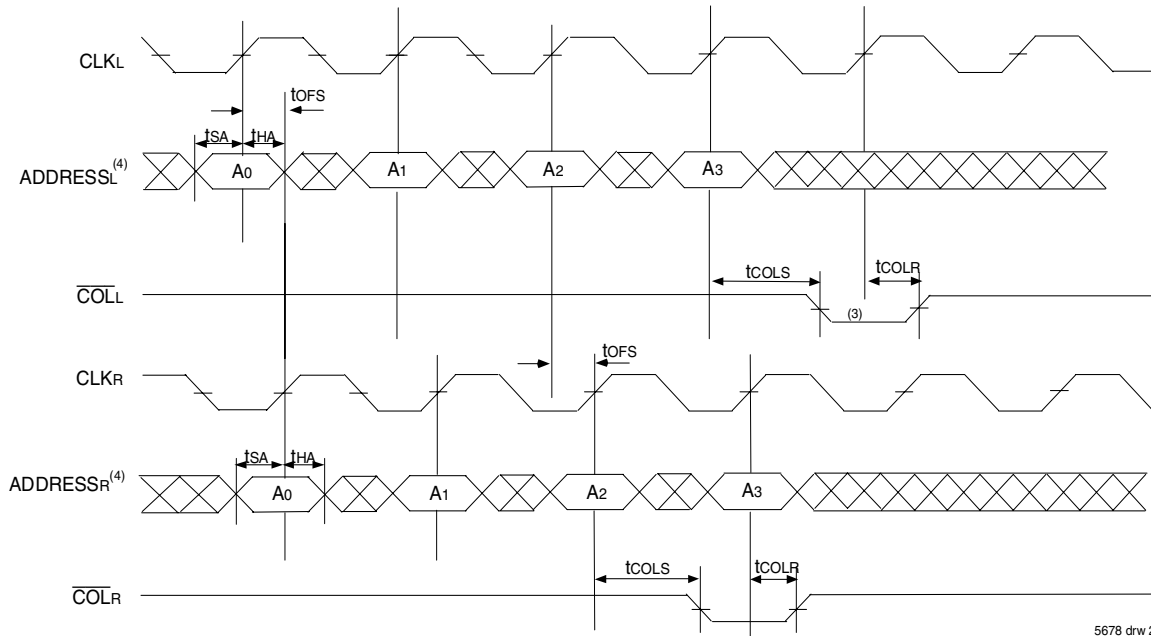 CLKL
tOFS
tSA tHA
ADDRESSL(4)
A0 A1 A2 A3
tCOLS tCOLR
COLL
(3)
tOFS
CLKR
tSA tHA
ADDRESSR(4)
A0 A1 A2 A3
tCOLS tCOLR
COLR